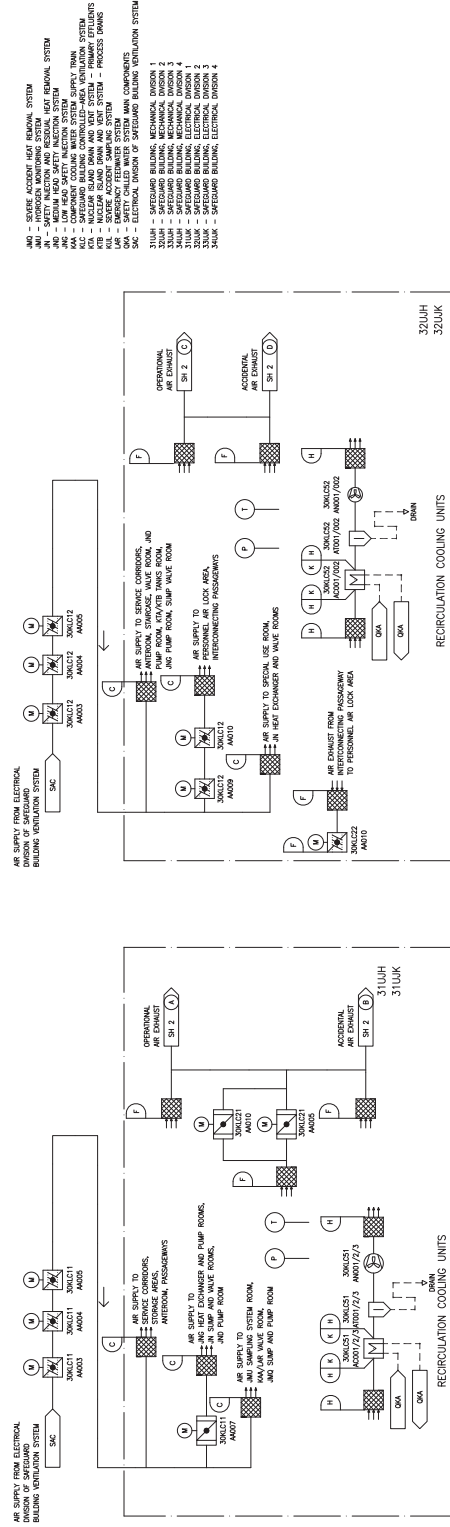 JMQ – SEVERE ACCIDENT HEAT REMOVAL SYSTEM
JMU – HYDROGEN MONITORING SYSTEM
JN – SAFETY INJECTION AND RESIDUAL HEAT REMOVAL SYSTEM
JND – MEDIUM HEAD SAFETY INJECTION SYSTEM
JNG – LOW HEAD SAFETY INJECTION SYSTEM
KAA – COMPONENT COOLING WATER SYSTEM SUPPLY TRAIN
KLC – SAFEGUARD BUILDING CONTROLLED-AREA VENTILATION SYSTEM
KTA – NUCLEAR ISLAND DRAIN AND VENT SYSTEM – PRIMARY EFFLUENTS
KTB – NUCLEAR ISLAND DRAIN AND VENT SYSTEM – PROCESS DRAINS
KUL – SEVERE ACCIDENT SAMPLING SYSTEM
LAR – EMERGENCY FEEDWATER SYSTEM
QKA – SAFETY CHILLED WATER SYSTEM MAIN COMPONENTS
SAC – ELECTRICAL DIVISION OF SAFEGUARD BUILDING VENTILATION SYSTEM
31UJH – SAFEGUARD BUILDING, MECHANICAL DIVISION 1
32UJH – SAFEGUARD BUILDING, MECHANICAL DIVISION 2
33UJH – SAFEGUARD BUILDING, MECHANICAL DIVISION 3
34UJH – SAFEGUARD BUILDING, MECHANICAL DIVISION 4
31UJK – SAFEGUARD BUILDING, ELECTRICAL DIVISION 1
32UJK – SAFEGUARD BUILDING, ELECTRICAL DIVISION 2
33UJK – SAFEGUARD BUILDING, ELECTRICAL DIVISION 3
34UJK – SAFEGUARD BUILDING, ELECTRICAL DIVISION 4
AIR SUPPLY FROM ELECTRICAL
DIVISION OF SAFEGUARD
BUILDING VENTILATION SYSTEM
SAC
M
30KLC11
AA003
M
30KLC11
AA004
M
30KLC11
AA005
C
AIR SUPPLY TO
SERVICE CORRIDORS,
STORAGE AREAS,
ANTEROOM, PASSAGEWAYS
C
AIR SUPPLY TO
JNG HEAT EXCHANGER AND PUMP ROOMS,
JN SUMP AND VALVE ROOMS,
JND PUMP ROOM
M
30KLC11
AA007
C
AIR SUPPLY TO
JMU SAMPLING SYSTEM ROOM,
KAA/LAR VALVE ROOM,
JMQ SUMP AND PUMP ROOM
F
OPERATIONAL
AIR EXHAUST
SH 2
A
F
M
30KLC21
AA010
M
30KLC21
AA005
F
ACCIDENTAL
AIR EXHAUST
SH 2
B
31UJH
31UJK
P
T
H
H
K
H
30KLC51
AC001/2/3
30KLC51
AT001/2/3
30KLC51
AN001/2/3
H
QKA
QKA
DRAIN
RECIRCULATION COOLING UNITS
AIR SUPPLY FROM ELECTRICAL
DIVISION OF SAFEGUARD
BUILDING VENTILATION SYSTEM
SAC
M
30KLC12
AA003
M
30KLC12
AA004
M
30KLC12
AA005
C
AIR SUPPLY TO SERVICE CORRIDORS,
ANTEROOM, STAIRCASE, VALVE ROOM, JND
PUMP ROOM, KTA/KTB TANKS ROOM,
JNG PUMP ROOM, SUMP VALVE ROOM
M
30KLC12
AA009
M
30KLC12
AA010
C
AIR SUPPLY TO
PERSONNEL AIR LOCK AREA,
INTERCONNECTING PASSAGEWAYS
C
AIR SUPPLY TO SPECIAL USE ROOM,
JN HEAT EXCHANGER AND VALVE ROOMS
F
M
30KLC22
AA010
F
AIR EXHAUST FROM
INTERTCONNECTING PASSAGEWAY
TO PERSONNEL AIR LOCK AREA
F
OPERATIONAL
AIR EXHAUST
SH 2
C
F
ACCIDENTAL
AIR EXHAUST
SH 2
D
P
T
H
H
K
K
H
30KLC52
AC001/002
30KLC52
AT001/002
30KLC52
AN001/002
H
QKA
QKA
DRAIN
RECIRCULATION COOLING UNITS
32UJH
32UJK